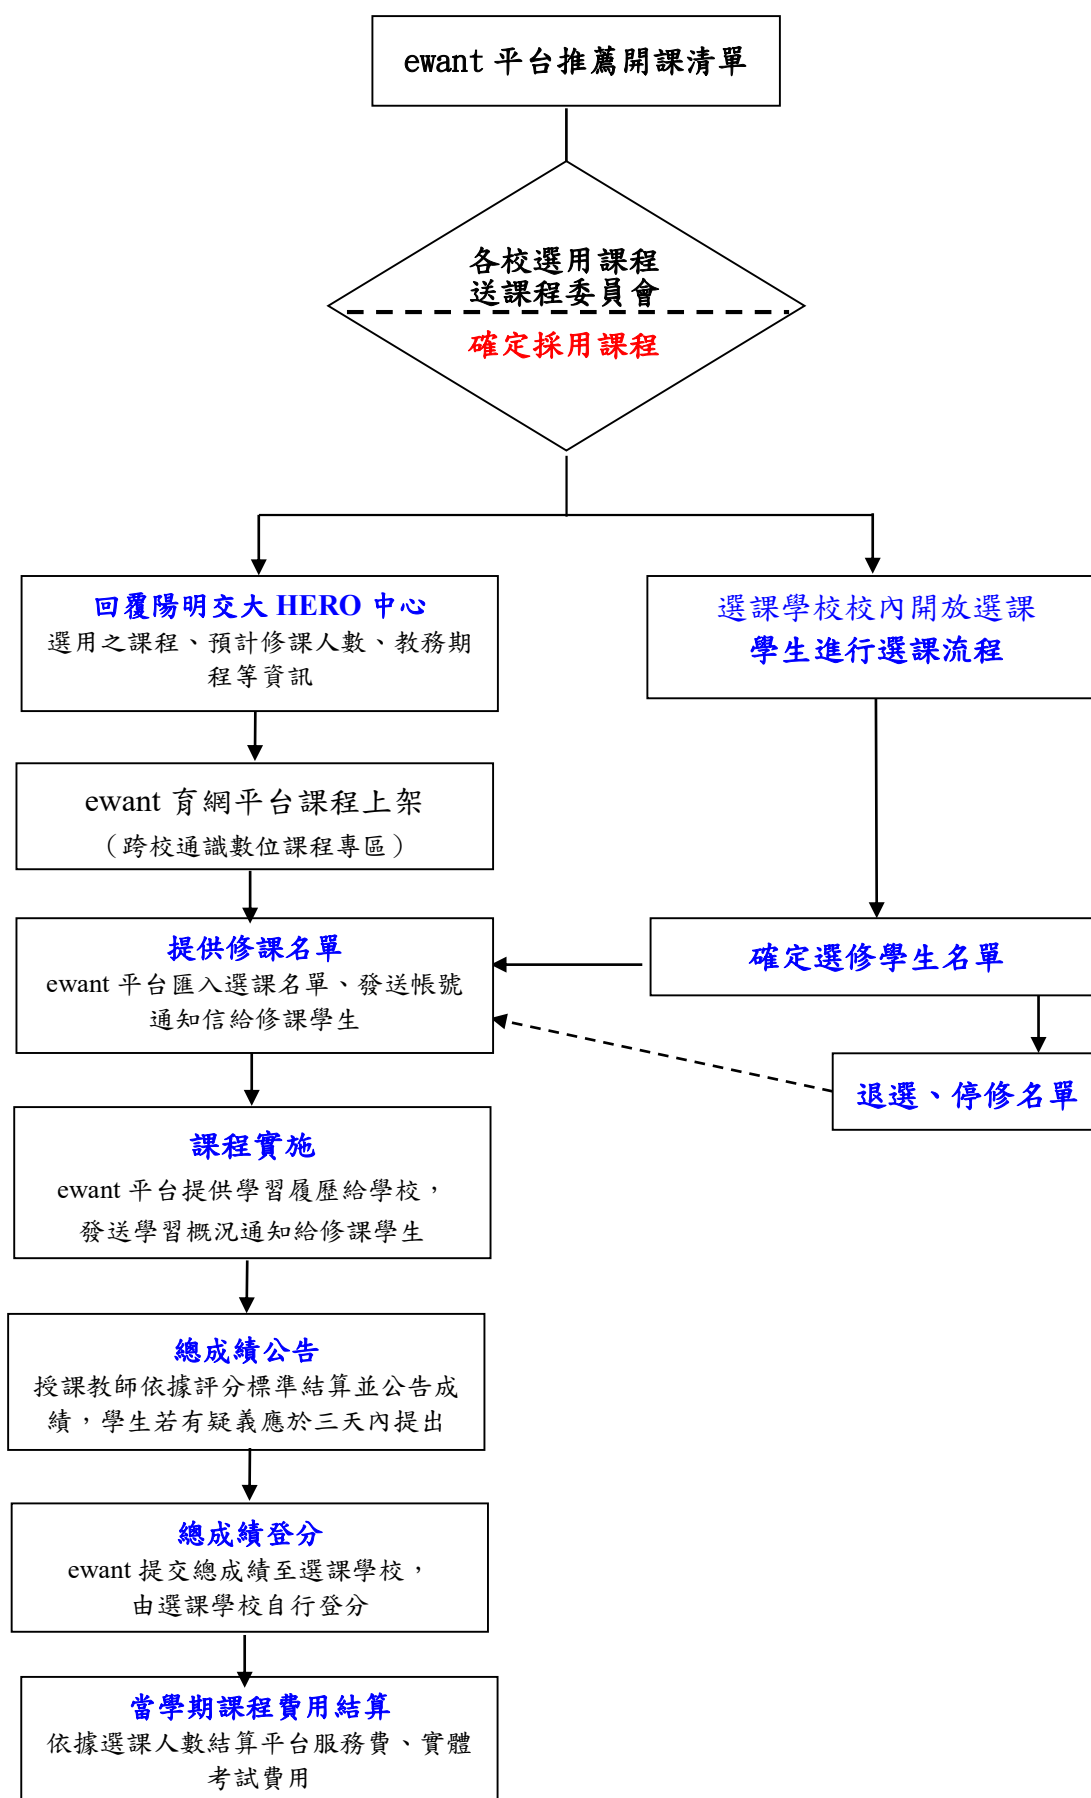 ewant 平台推薦開課清單
各校選用課程
送課程委員會
確定採用課程
回覆陽明交大 HERO 中心
選用之課程、預計修課人數、教務期
程等資訊
選課學校校內開放選課
學生進行選課流程
ewant 育網平台課程上架
（跨校通識數位課程專區）
提供修課名單
ewant 平台匯入選課名單、發送帳號
通知信給修課學生
確定選修學生名單
退選、停修名單
課程實施
ewant 平台提供學習履歷給學校，
發送學習概況通知給修課學生
總成績公告
授課教師依據評分標準結算並公告成
績，學生若有疑義應於三天內提出
總成績登分
ewant 提交總成績至選課學校，
由選課學校自行登分
當學期課程費用結算
依據選課人數結算平台服務費、實體
考試費用